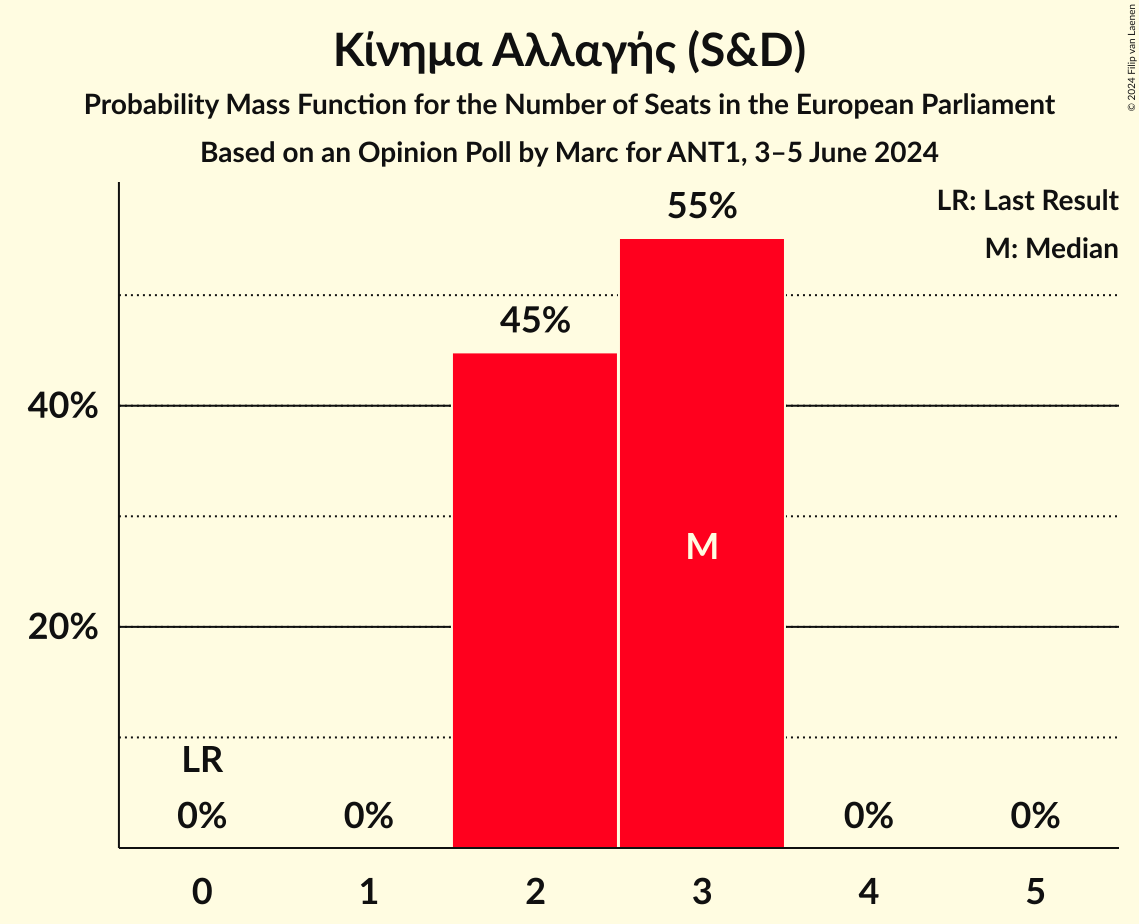 Κίνημα Αλλαγής (S&D)
Probability Mass Function for the Number of Seats in the European Parliament
Based on an Opinion Poll by Marc for ANT1, 3–5 June 2024
© 2024 Filip van Laenen
LR: Last Result
M: Median
55%
45%
40%
M
20%
LR
0% 0% 0% 0%
0 1 2 3 4 5